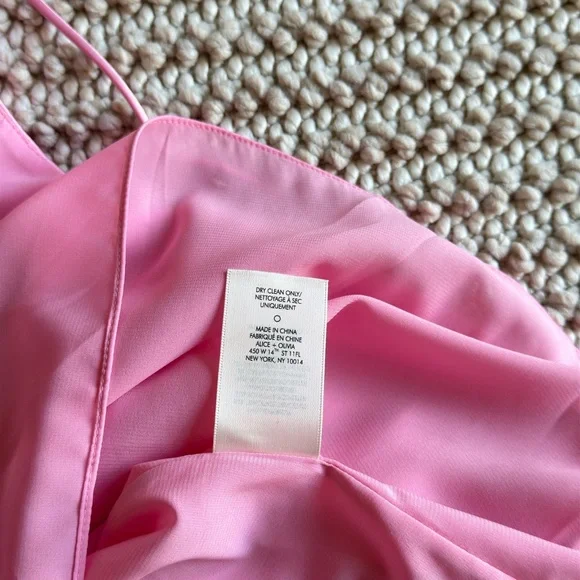 DRY CLEAN ONLY/
NETTOYAGE À SEC
UNIQUEMENT
MADE IN CHINA
FABRIQUÉ EN CHINE
ALICE + OLIVIA
450 W 14TH ST 11FL
NEW YORK, NY 10014